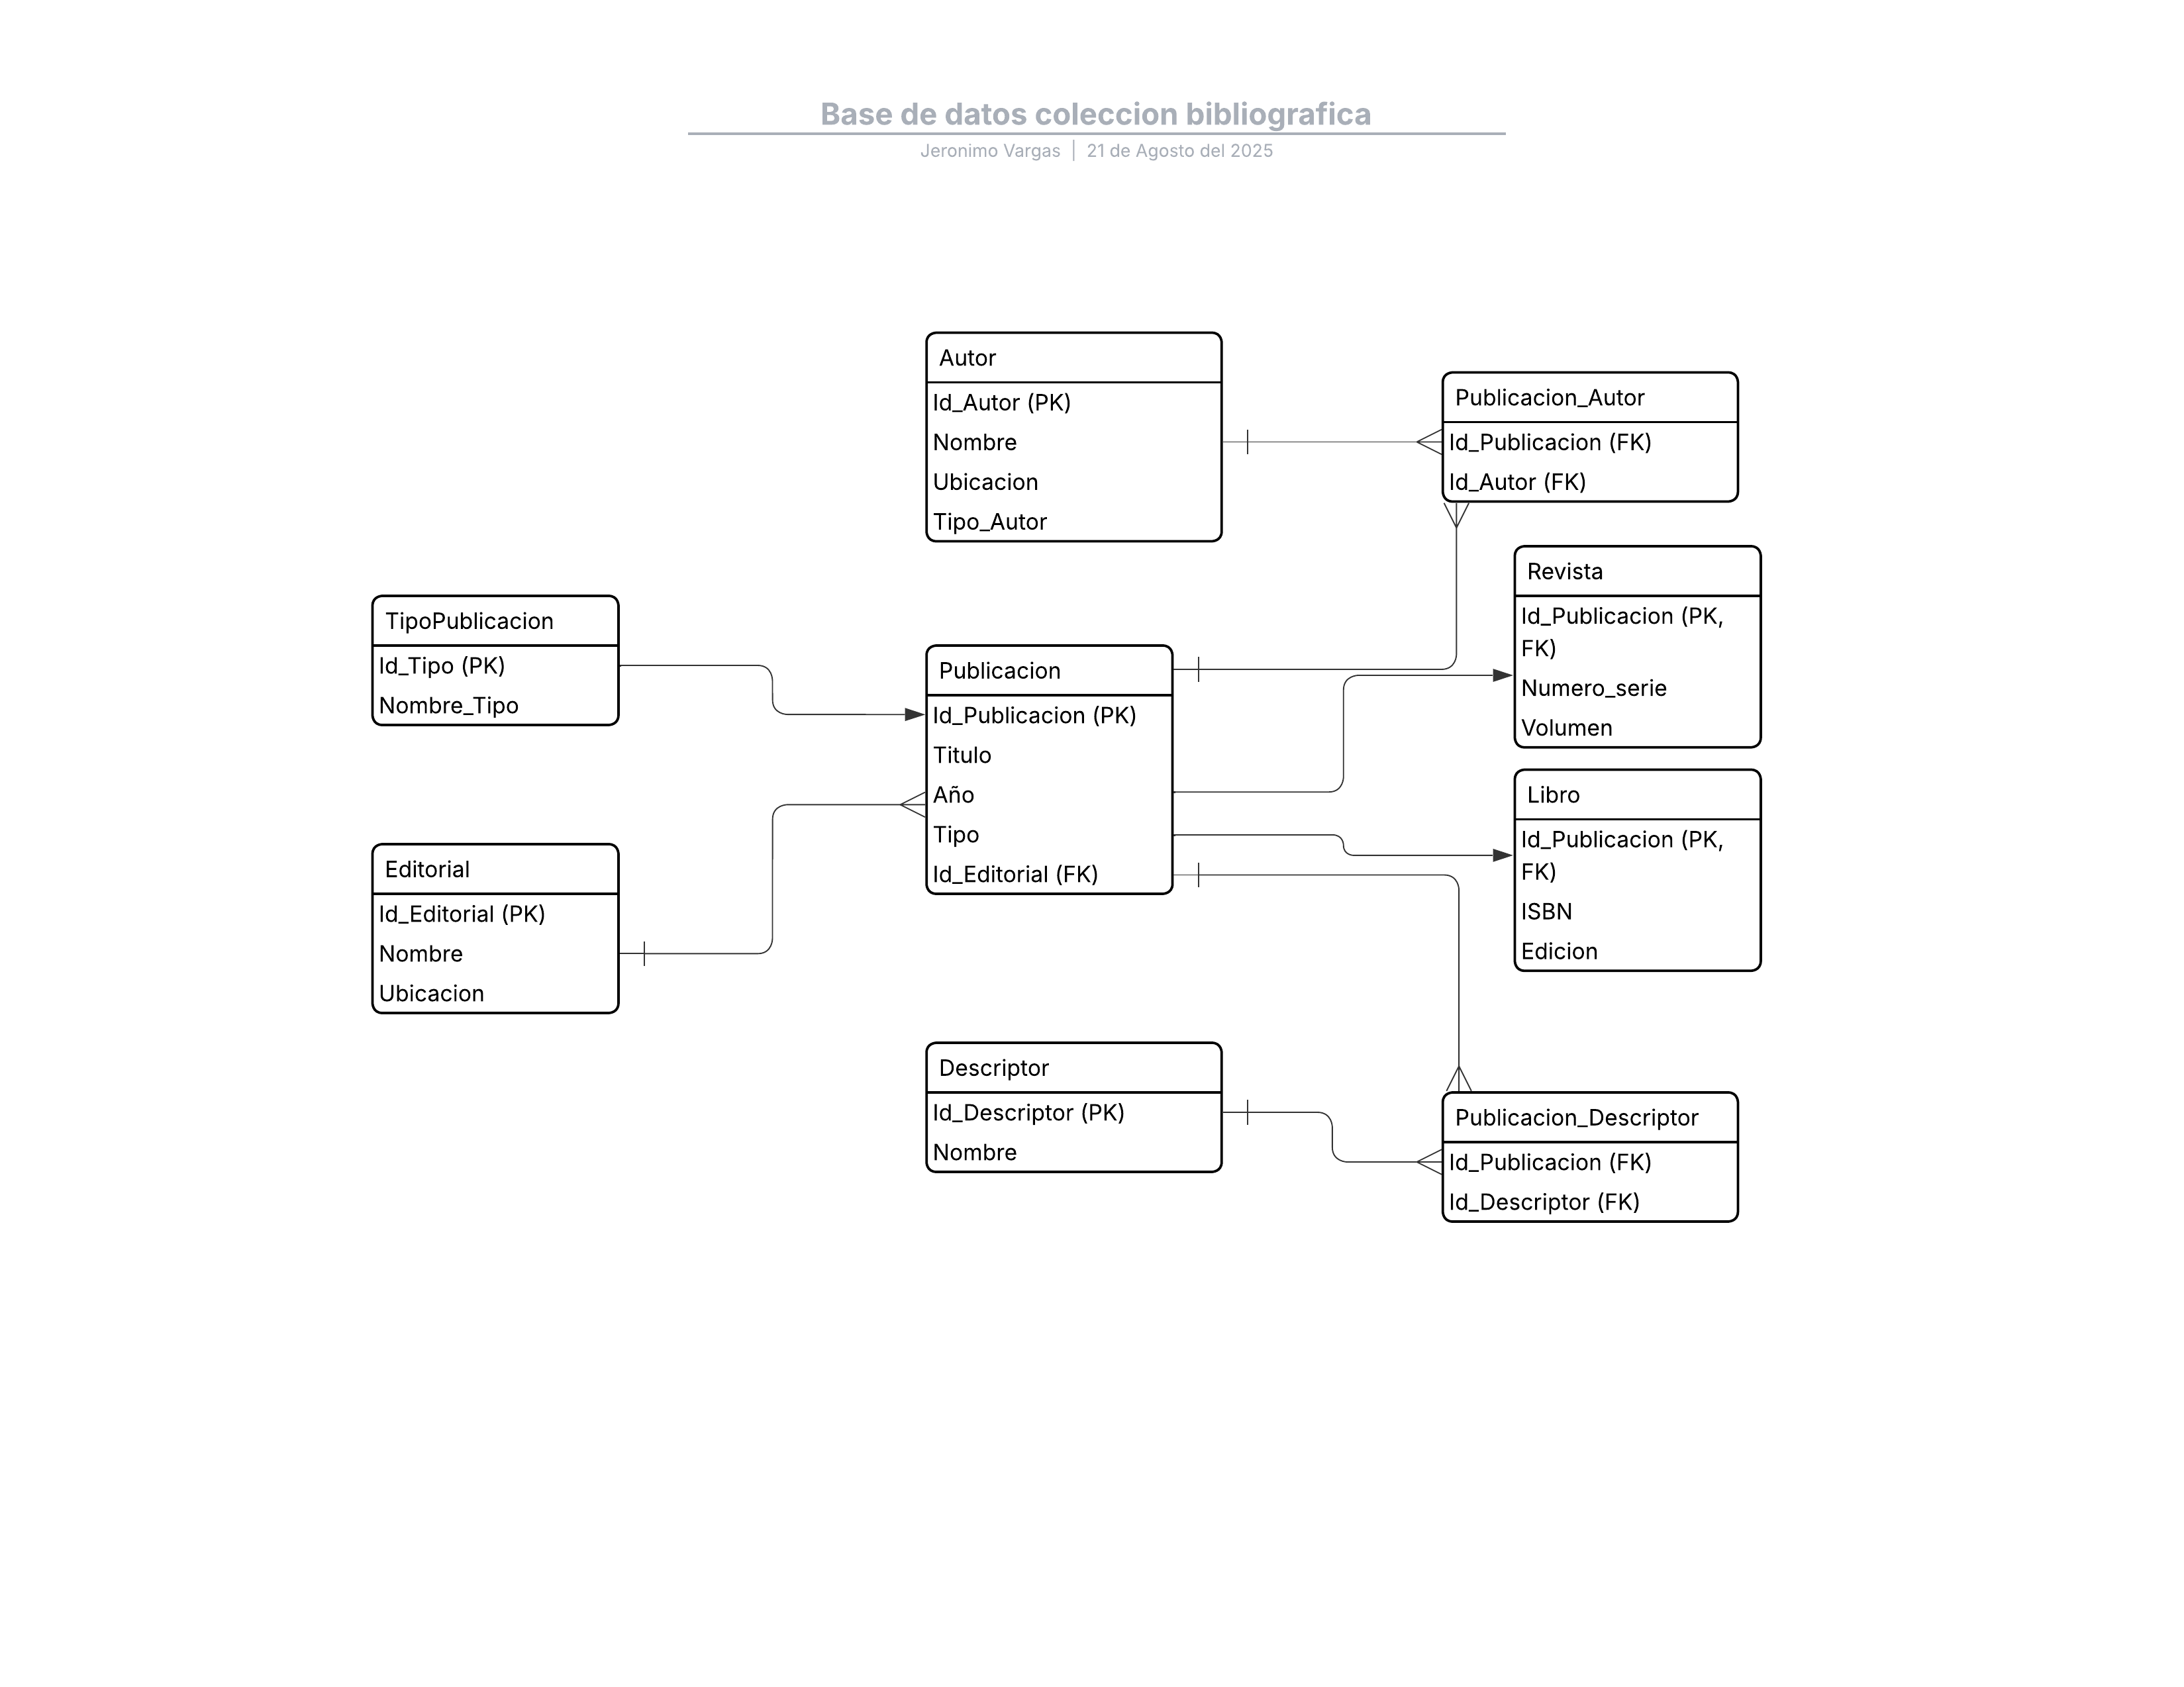 Base de datos coleccion bibliografica
Jeronimo Vargas | 21 de Agosto del 2025
Autor
Id_Autor (PK)
Nombre
Ubicacion
Tipo_Autor
Publicacion_Autor
Id_Publicacion (FK)
Id_Autor (FK)
TipoPublicacion
Id_Tipo (PK)
Nombre_Tipo
Publicacion
Id_Publicacion (PK)
Titulo
Año
Tipo
Id_Editorial (FK)
Revista
Id_Publicacion (PK,
FK)
Numero_serie
Volumen
Libro
Id_Publicacion (PK,
FK)
ISBN
Edicion
Editorial
Id_Editorial (PK)
Nombre
Ubicacion
Descriptor
Id_Descriptor (PK)
Nombre
Publicacion_Descriptor
Id_Publicacion (FK)
Id_Descriptor (FK)